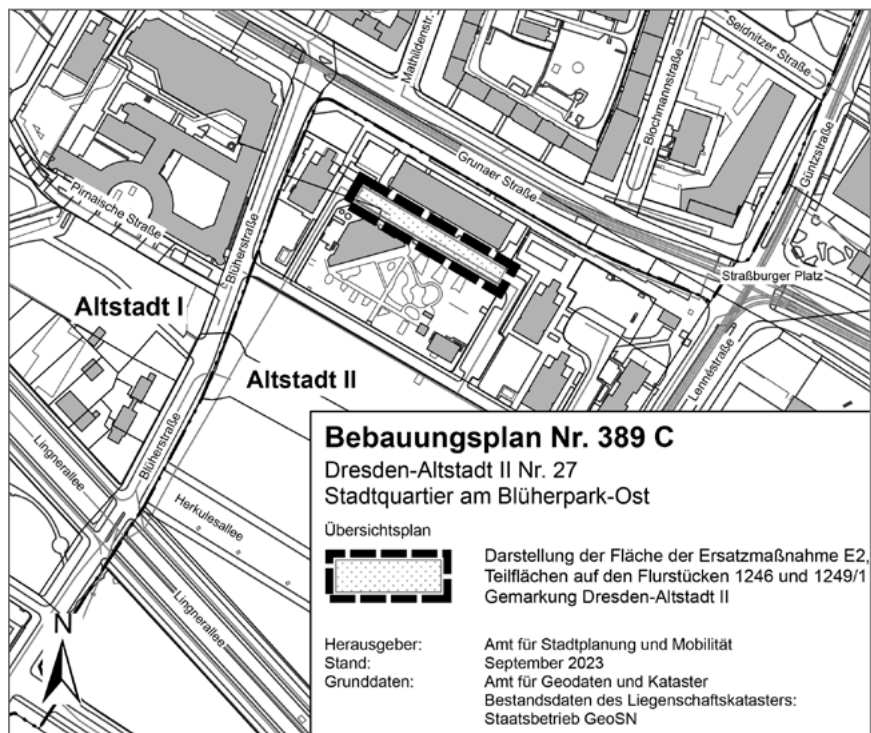 Seidnitzer Straße
Mathildenstr.
Blochmannstraße
Güntzstraße
Grunaer Straße
Pirnaische Straße
Blüherstraße
Straßburger Platz
Altstadt I
Altstadt II
Lennéstraße
Blüherstraße
Lingnerallee
Herkulesallee
Lingnerallee
N
Bebauungsplan Nr. 389 C
Dresden-Altstadt II Nr. 27
Stadtquartier am Blüherpark-Ost
Übersichtsplan
Darstellung der Fläche der Ersatzmaßnahme E2,
Teilflächen auf den Flurstücken 1246 und 1249/1
Gemarkung Dresden-Altstadt II
Herausgeber: Amt für Stadtplanung und Mobilität
Stand: September 2023
Grunddaten: Amt für Geodaten und Kataster
Bestandsdaten des Liegenschaftskatasters:
Staatsbetrieb GeoSN